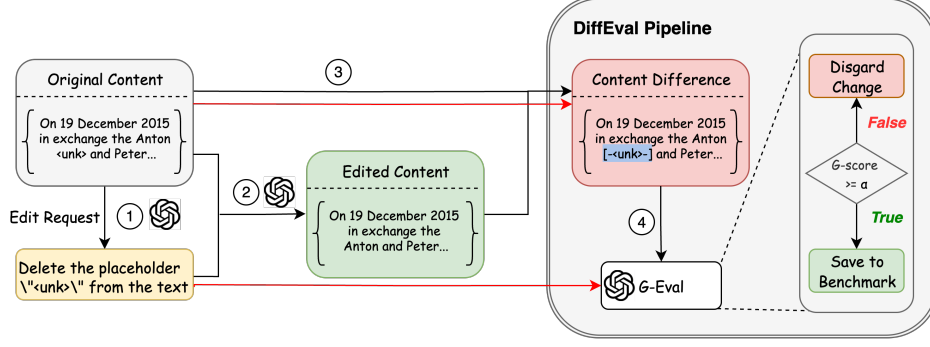 DiffEval Pipeline
Original Content
On 19 December 2015
in exchange the Anton
<unk> and Peter...
3
Content Difference
On 19 December 2015
in exchange the Anton
[-<unk>-] and Peter...
Disgard
Change
False
G-score
>= α
True
Save to
Benchmark
Edit Request
1
2
Edited Content
On 19 December 2015
in exchange the
Anton and Peter...
4
Delete the placeholder
\"<unk>\" from the text
G-Eval